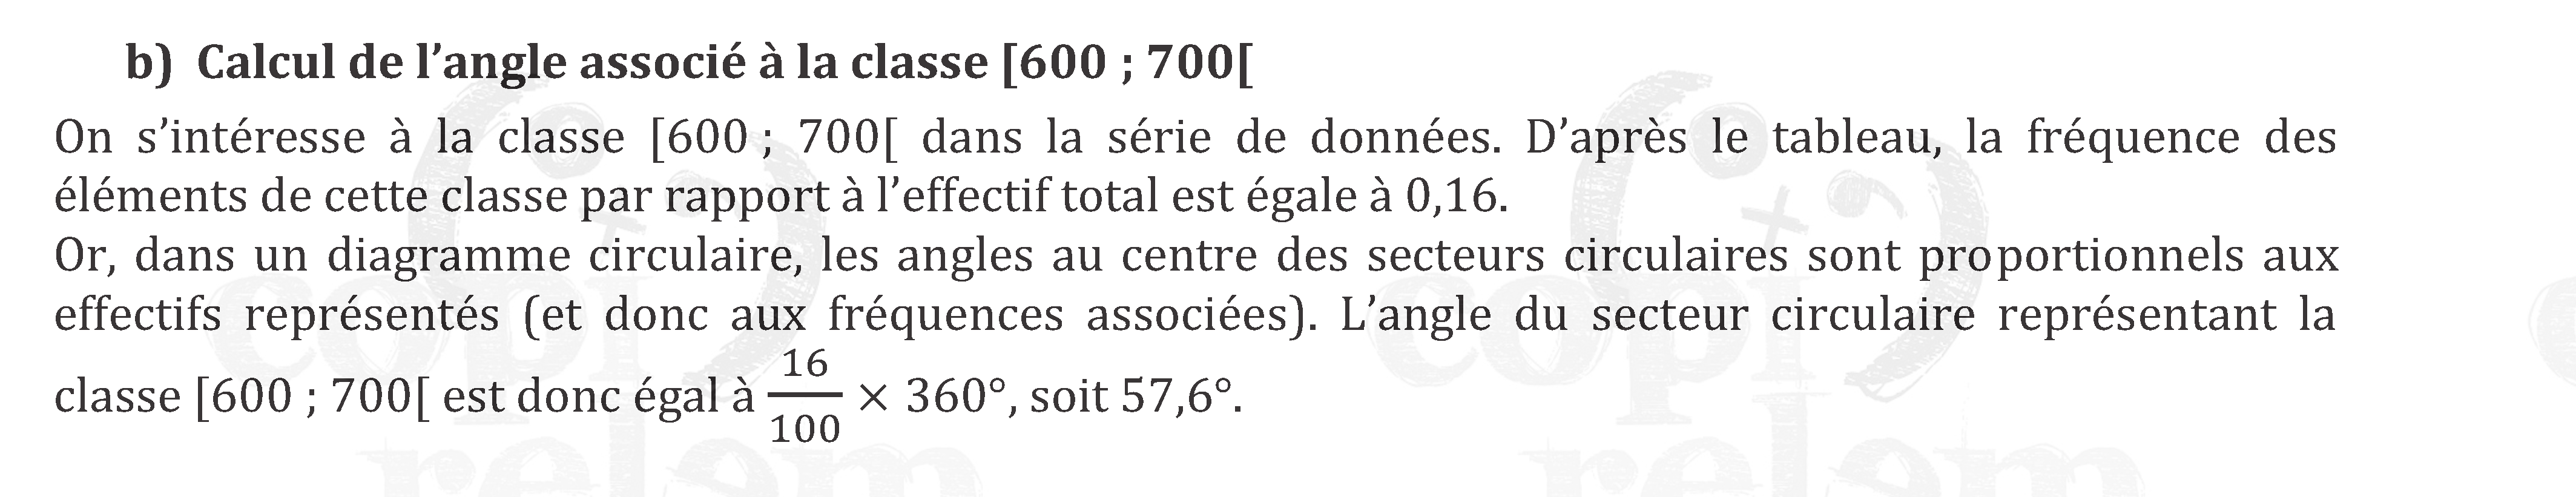 b) Calcul de l’angle associé à la classe [600 ; 700[
On s’intéresse à la classe [600 ; 700[ dans la série de données. D’après le tableau, la fréquence des
éléments de cette classe par rapport à l’effectif total est égale à 0,16.
Or, dans un diagramme circulaire, les angles au centre des secteurs circulaires sont proportionnels aux
effectifs représentés (et donc aux fréquences associées). L’angle du secteur circulaire représentant la
classe [600 ; 700[ est donc égal à 16/100 × 360°, soit 57,6°.
copi copi
relem relem